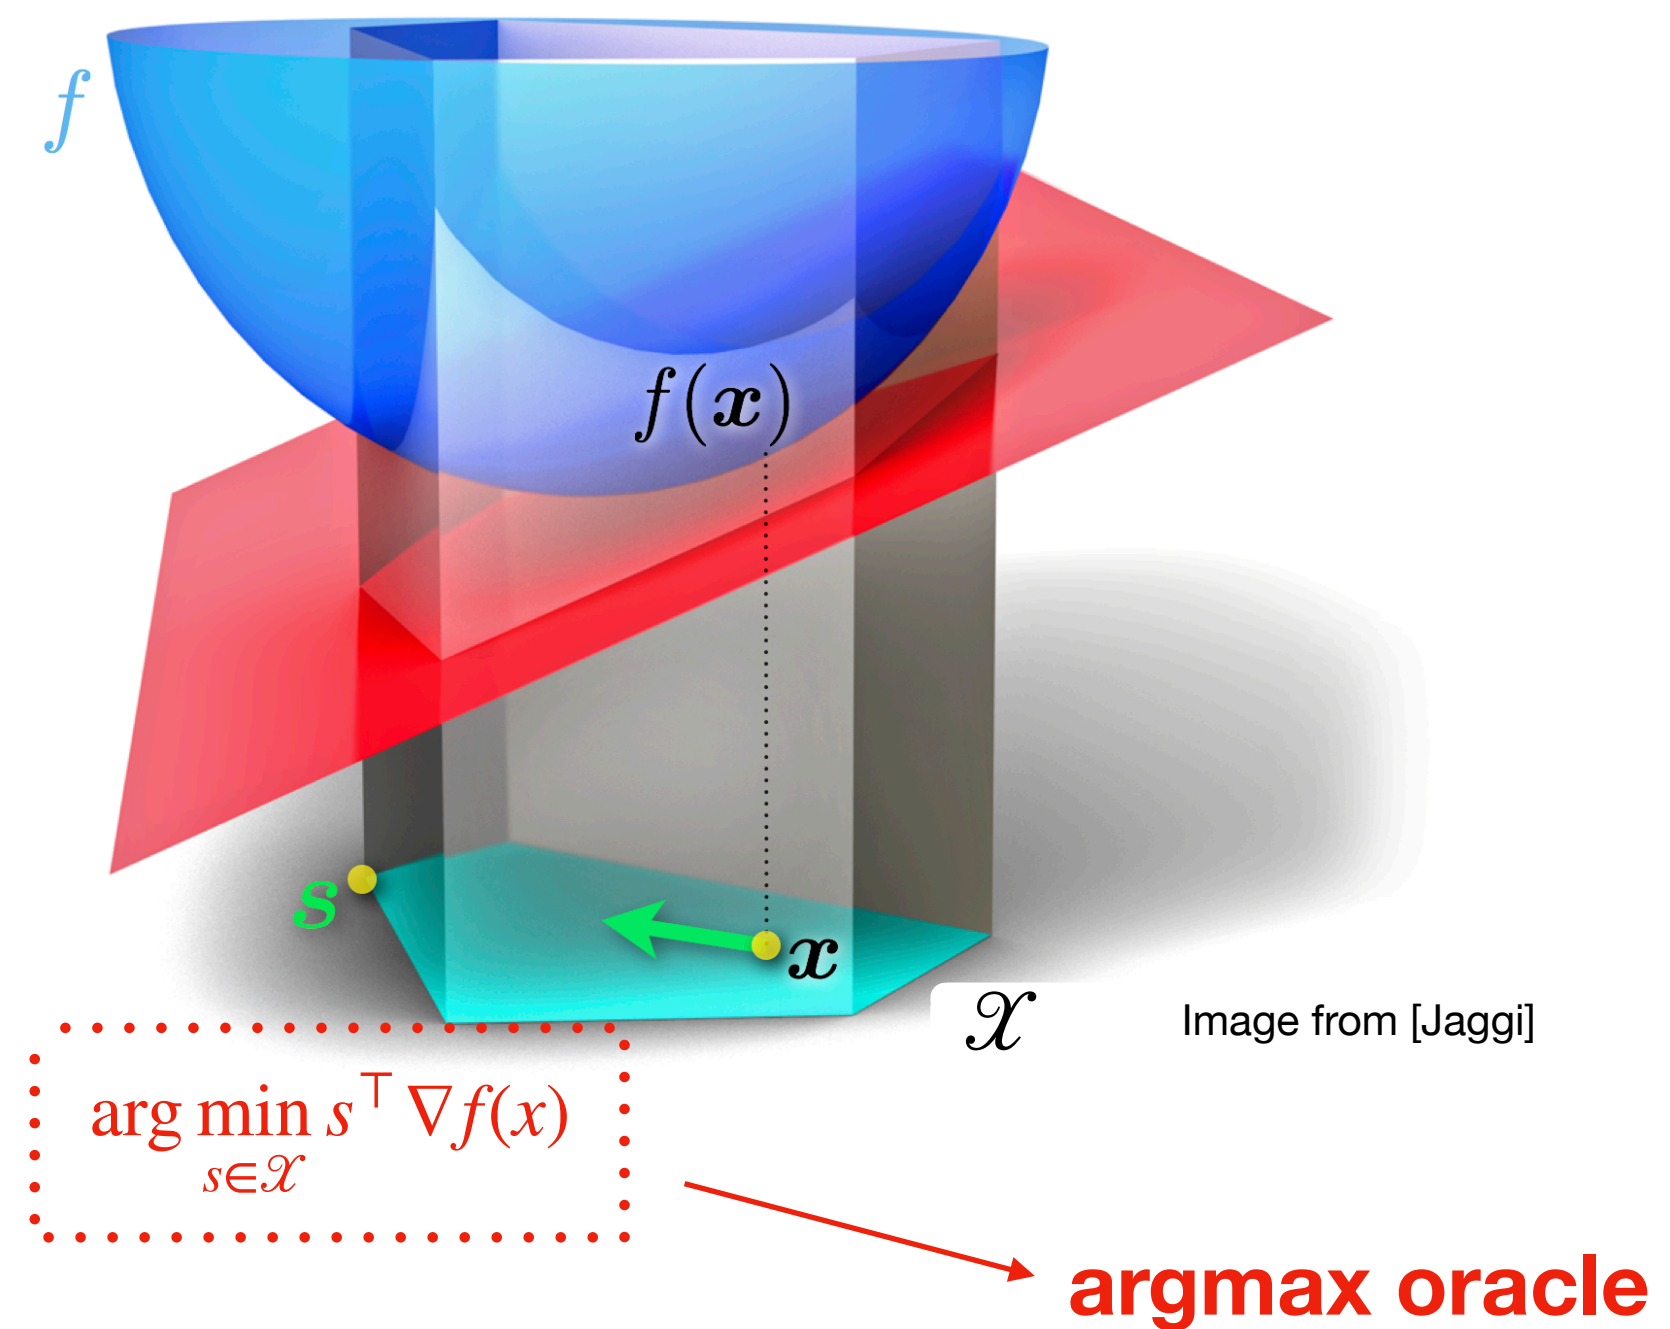 f
f(x)
s
x
𝒳
Image from [Jaggi]
arg min s⊤ ∇f(x)
s∈𝒳
argmax oracle